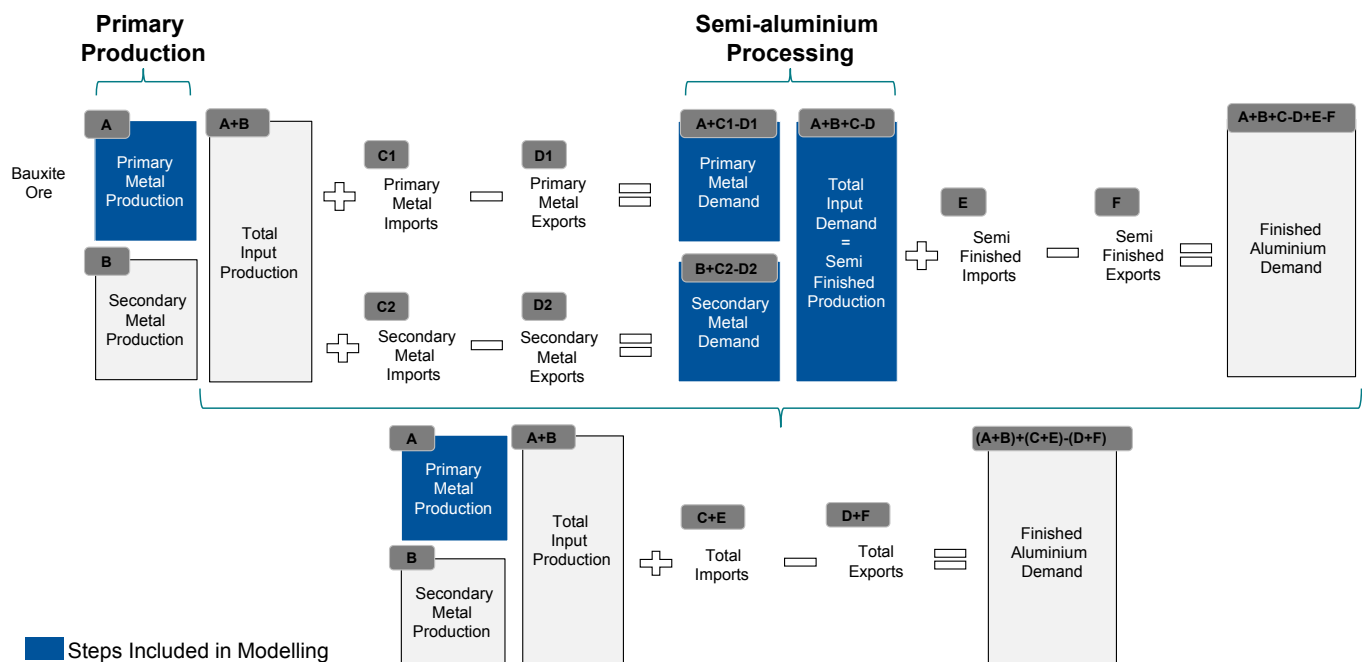 Primary
Production
Semi-aluminium
Processing
A
A+B
A+C1-D1
A+B+C-D
A+B+C-D+E-F
Bauxite
Ore
Primary
Metal
Production
C1
Primary
Metal
Imports
D1
Primary
Metal
Exports
Primary
Metal
Demand
B
Secondary
Metal
Production
Total
Input
Production
C2
Secondary
Metal
Imports
D2
Secondary
Metal
Exports
B+C2-D2
Secondary
Metal
Demand
Total
Input
Demand
=
Semi
Finished
Production
E
Semi
Finished
Imports
F
Semi
Finished
Exports
Finished
Aluminium
Demand
A
Primary
Metal
Production
B
Secondary
Metal
Production
A+B
Total
Input
Production
C+E
Total
Imports
D+F
Total
Exports
(A+B)+(C+E)-(D+F)
Finished
Aluminium
Demand
Steps Included in Modelling